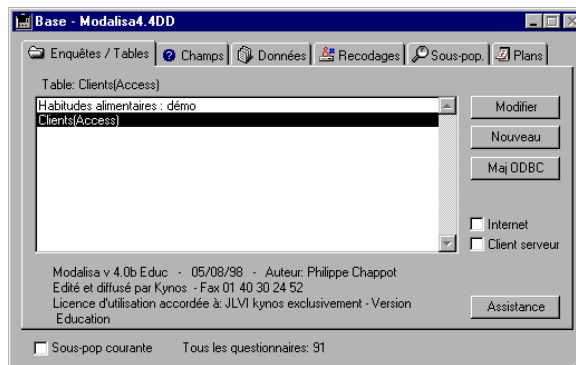 Base - Modalisa4.4DD
Enquêtes / Tables Champs Données Recodages Sous-pop. Plans
Table: Clients(Access)
Habitudes alimentaires : démo
Clients(Access)
Modifier
Nouveau
Maj ODBC
Internet
Client serveur
Modalisa v 4.0b Educ - 05/08/98 - Auteur: Philippe Chappot
Edité et diffusé par Kynos - Fax 01 40 30 24 52
Licence d'utilisation accordée à: JLVI kynos exclusivement - Version
Education
Assistance
Sous-pop courante Tous les questionnaires: 91